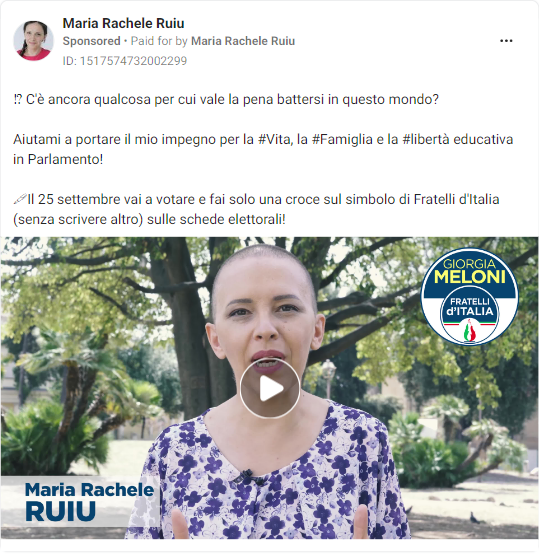 Maria Rachele Ruiu
Sponsored • Paid for by Maria Rachele Ruiu
ID: 1517574732002299
⁉ C'è ancora qualcosa per cui vale la pena battersi in questo mondo?
Aiutami a portare il mio impegno per la #Vita, la #Famiglia e la #libertà educativa
in Parlamento!
🖍Il 25 settembre vai a votare e fai solo una croce sul simbolo di Fratelli d'Italia
(senza scrivere altro) sulle schede elettorali!
GIORGIA
MELONI
FRATELLI
d'ITALIA
Maria Rachele
RUIU